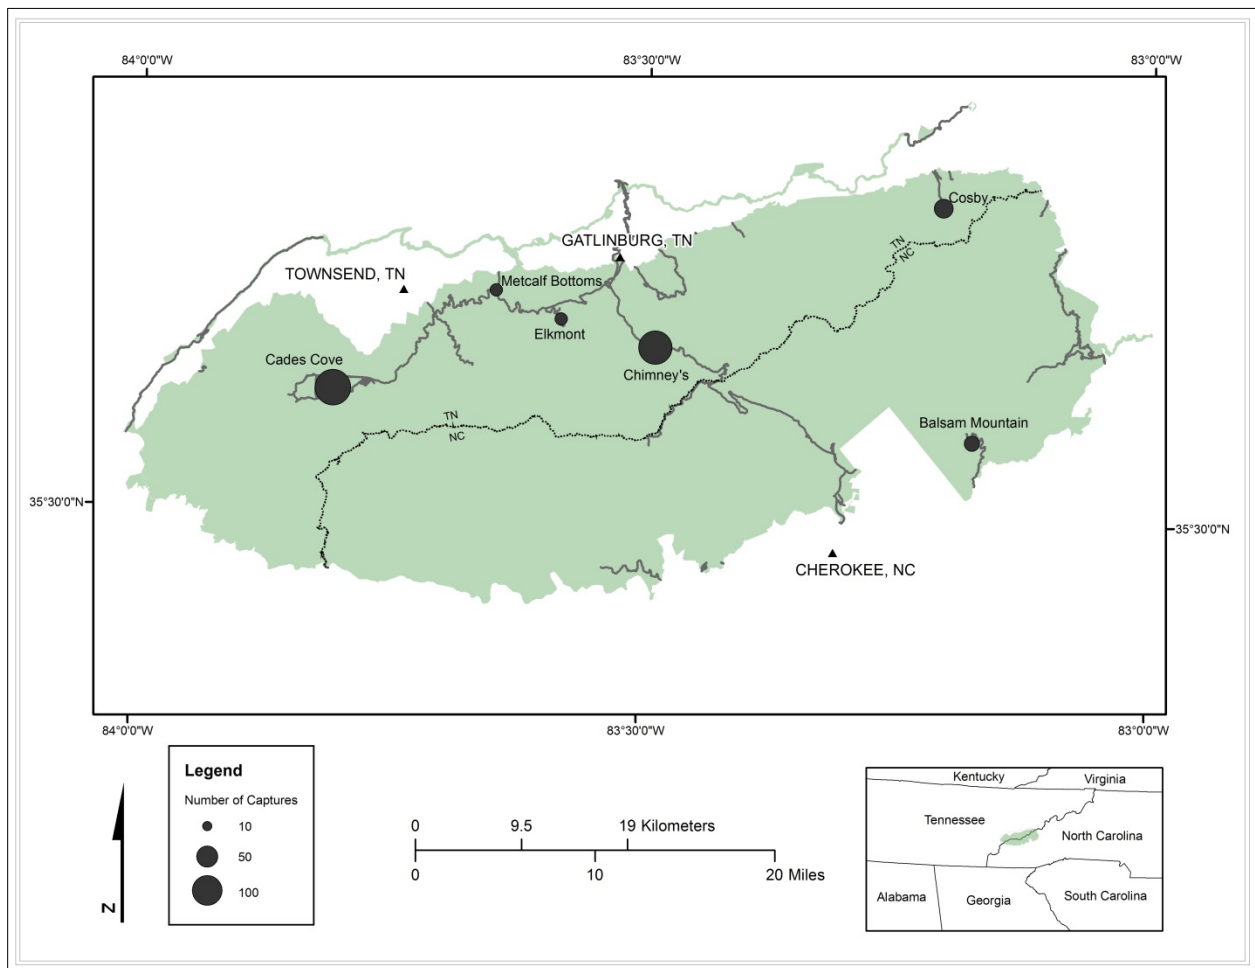 84°0'0"W
83°30'0"W
83°0'0"W
Cosby
TN
NC
GATLINBURG, TN
TOWNSEND, TN
Metcalf Bottoms
Elkmont
Cades Cove
Chimney's
TN
NC
Balsam Mountain
35°30'0"N
35°30'0"N
CHEROKEE, NC
84°0'0"W
83°30'0"W
83°0'0"W
Legend
Number of Captures
10
50
100
N
0 9.5 19 Kilometers
0 10 20 Miles
Kentucky
Virginia
Tennessee
North Carolina
Alabama
Georgia
South Carolina